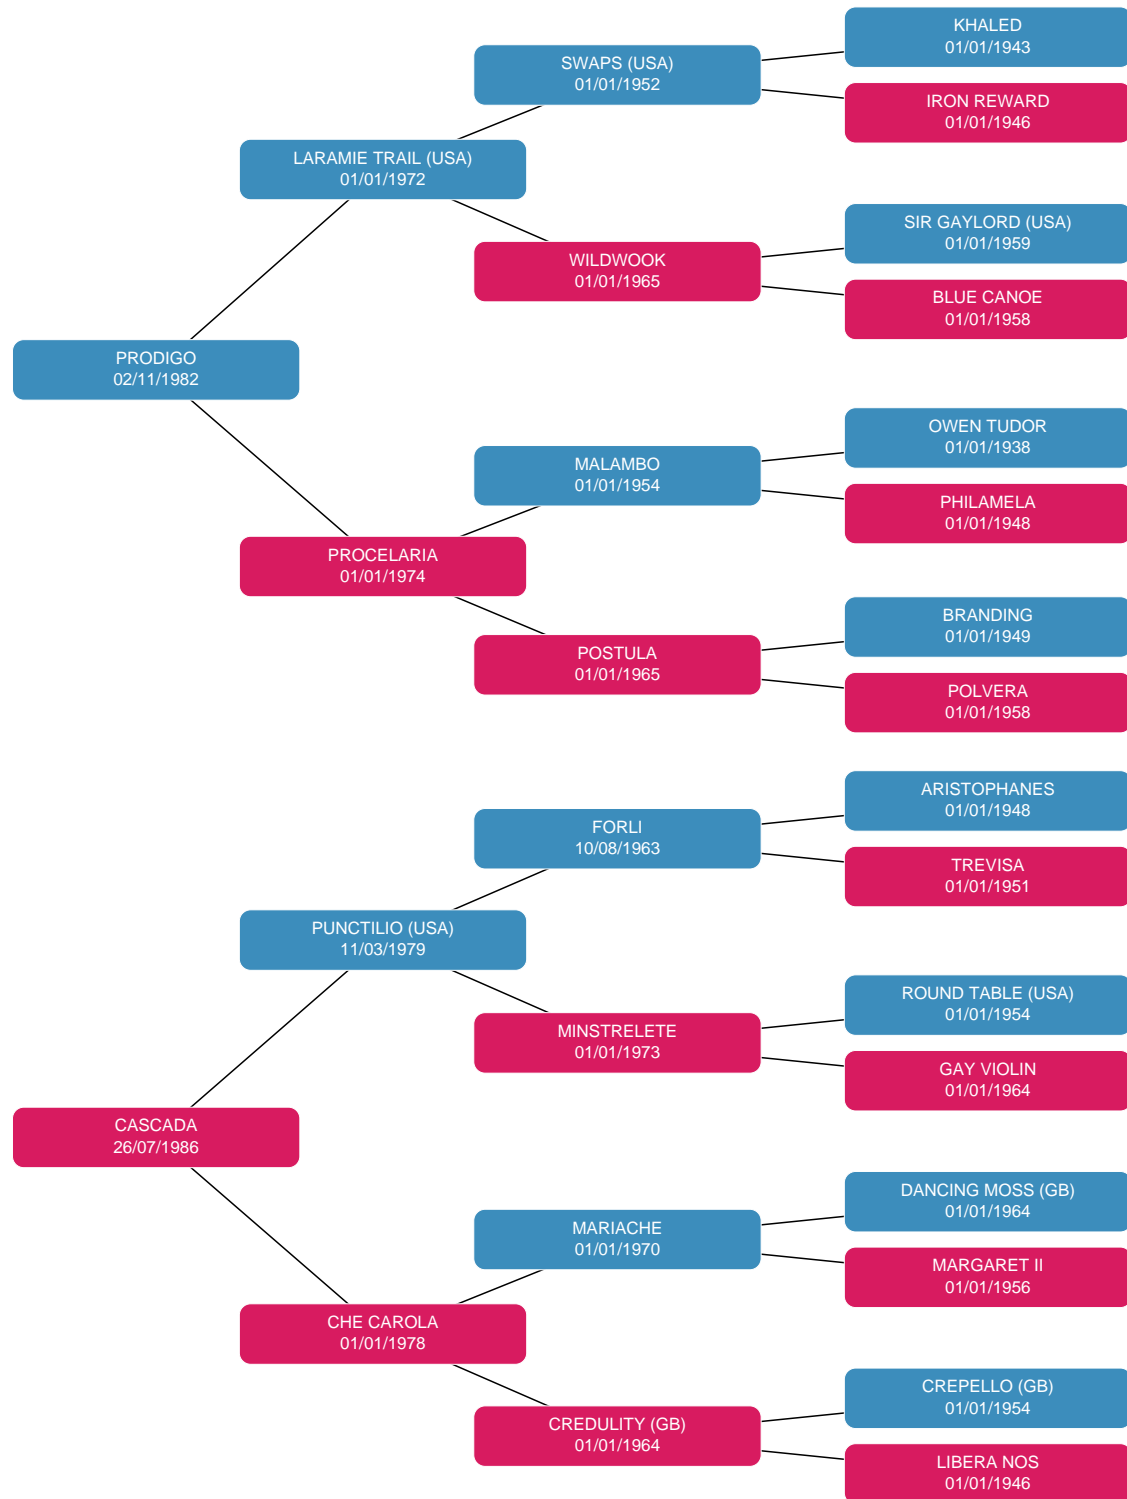 KHALED
01/01/1943
SWAPS (USA)
01/01/1952
IRON REWARD
01/01/1946
LARAMIE TRAIL (USA)
01/01/1972
SIR GAYLORD (USA)
01/01/1959
WILDWOOK
01/01/1965
BLUE CANOE
01/01/1958
PRODIGO
02/11/1982
OWEN TUDOR
01/01/1938
MALAMBO
01/01/1954
PHILAMELA
01/01/1948
PROCELARIA
01/01/1974
BRANDING
01/01/1949
POSTULA
01/01/1965
POLVERA
01/01/1958
ARISTOPHANES
01/01/1948
FORLI
10/08/1963
TREVISA
01/01/1951
PUNCTILIO (USA)
11/03/1979
ROUND TABLE (USA)
01/01/1954
MINSTRELETE
01/01/1973
GAY VIOLIN
01/01/1964
CASCADA
26/07/1986
DANCING MOSS (GB)
01/01/1964
MARIACHE
01/01/1970
MARGARET II
01/01/1956
CHE CAROLA
01/01/1978
CREPELLO (GB)
01/01/1954
CREDULITY (GB)
01/01/1964
LIBERA NOS
01/01/1946